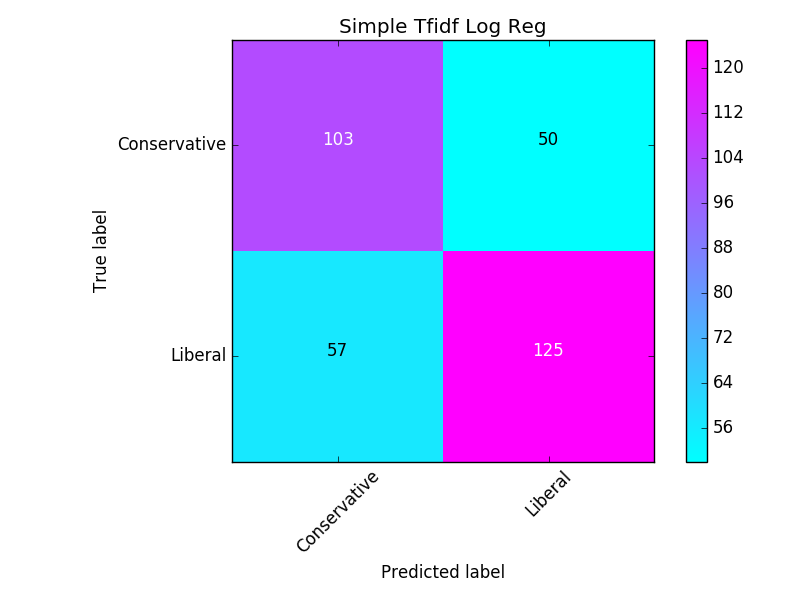 Simple Tfidf Log Reg
True label
Conservative
Liberal
103
50
57
125
Conservative
Liberal
Predicted label
120
112
104
96
88
80
72
64
56